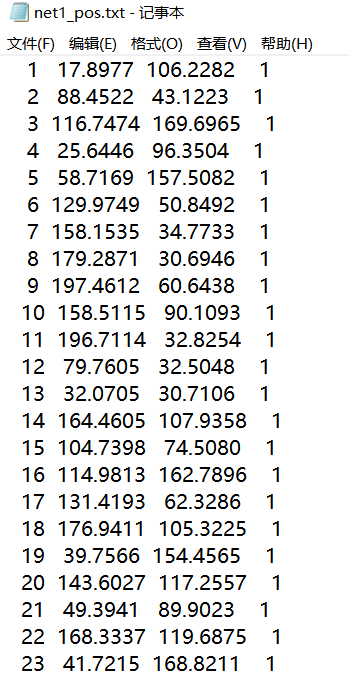 net1_pos.txt - 记事本
文件(F) 编辑(E) 格式(O) 查看(V) 帮助(H)
1 17.8977 106.2282 1
2 88.4522 43.1223 1
3 116.7474 169.6965 1
4 25.6446 96.3504 1
5 58.7169 157.5082 1
6 129.9749 50.8492 1
7 158.1535 34.7733 1
8 179.2871 30.6946 1
9 197.4612 60.6438 1
10 158.5115 90.1093 1
11 196.7114 32.8254 1
12 79.7605 32.5048 1
13 32.0705 30.7106 1
14 164.4605 107.9358 1
15 104.7398 74.5080 1
16 114.9813 162.7896 1
17 131.4193 62.3286 1
18 176.9411 105.3225 1
19 39.7566 154.4565 1
20 143.6027 117.2557 1
21 49.3941 89.9023 1
22 168.3337 119.6875 1
23 41.7215 168.8211 1